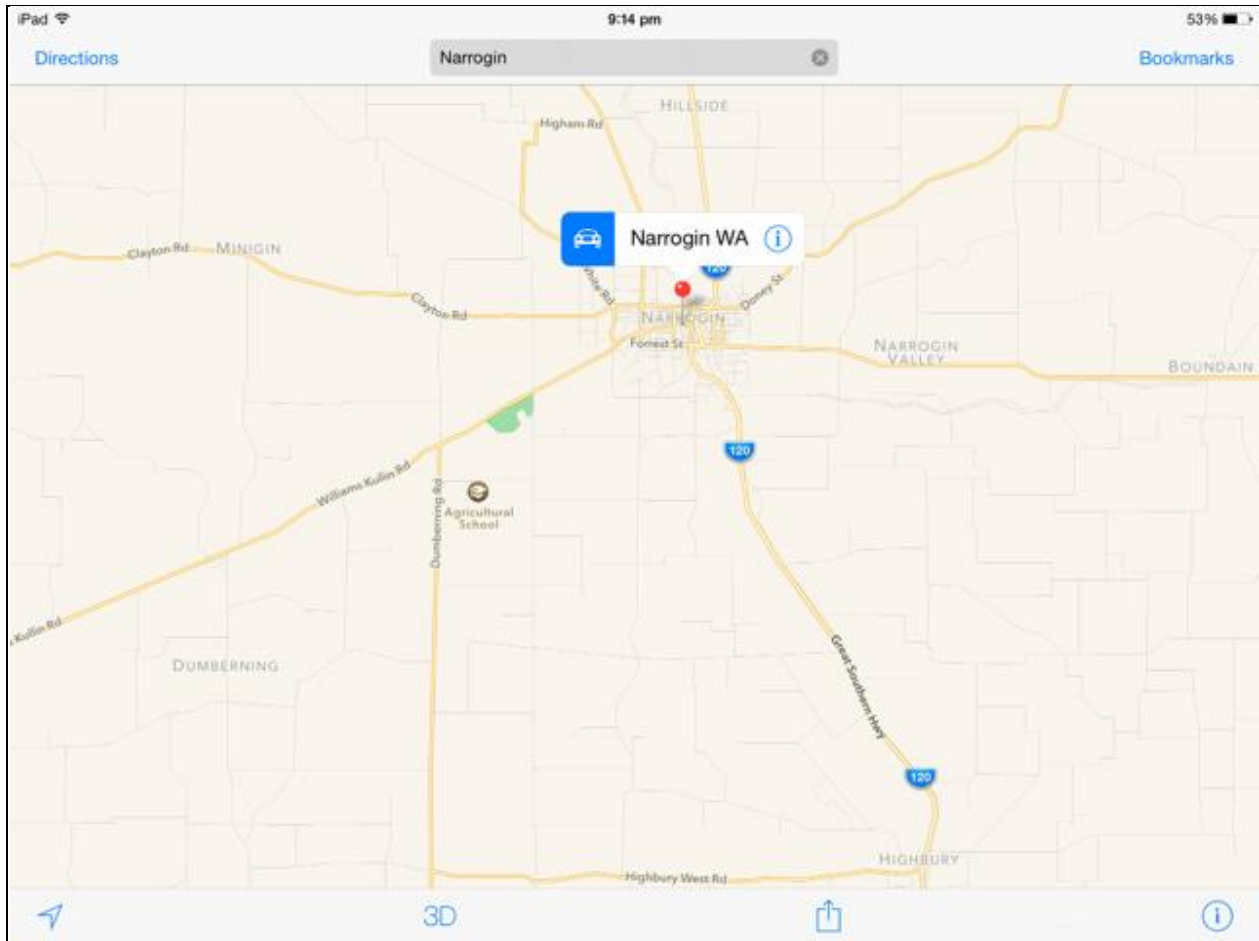 iPad
9:14 pm
53%
Directions
Narrogin
Bookmarks
HILLSIDE
Higham Rd
Clayton Rd
MINIGIN
Narrogin WA
120
White Rd
Doney St
Clayton Rd
NARROGIN
Forrest St
NARROGIN
VALLEY
BOUNDAIN
120
Williams Kullin Rd
Dumberning Rd
Agricultural
School
Kullin Rd
DUMBERNING
Great Southern Hwy
120
HIGHBURY
Highbury West Rd
3D